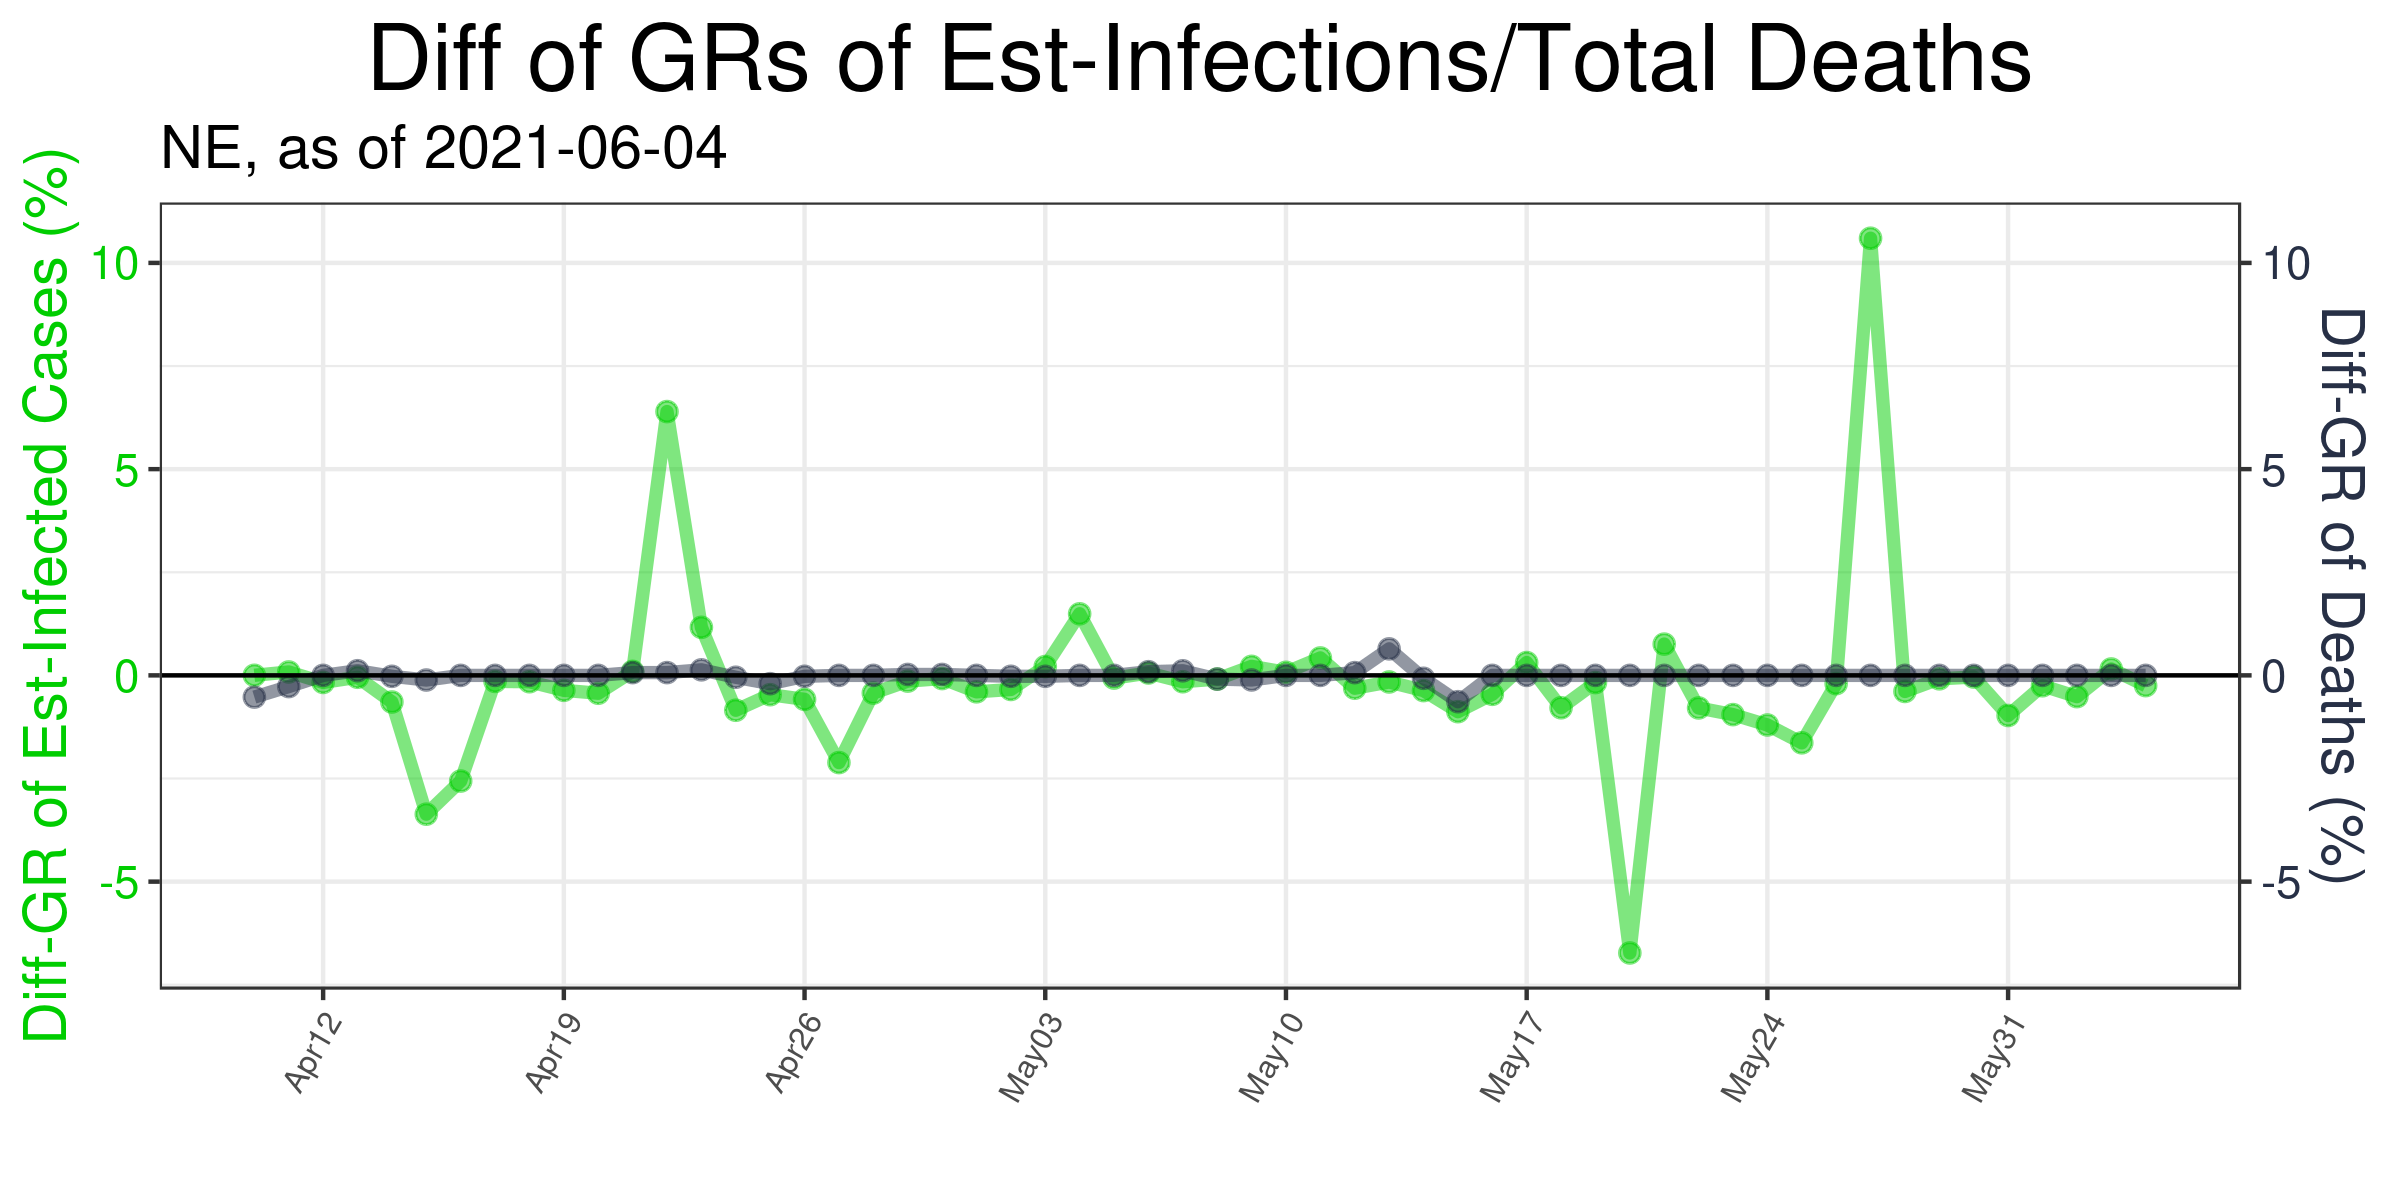 Diff of GRs of Est-Infections/Total Deaths
NE, as of 2021-06-04
Diff-GR of Est-Infected Cases (%)
10
5
0
-5
10
5
0
-5
Diff-GR of Deaths (%)
Apr12
Apr19
Apr26
May03
May10
May17
May24
May31